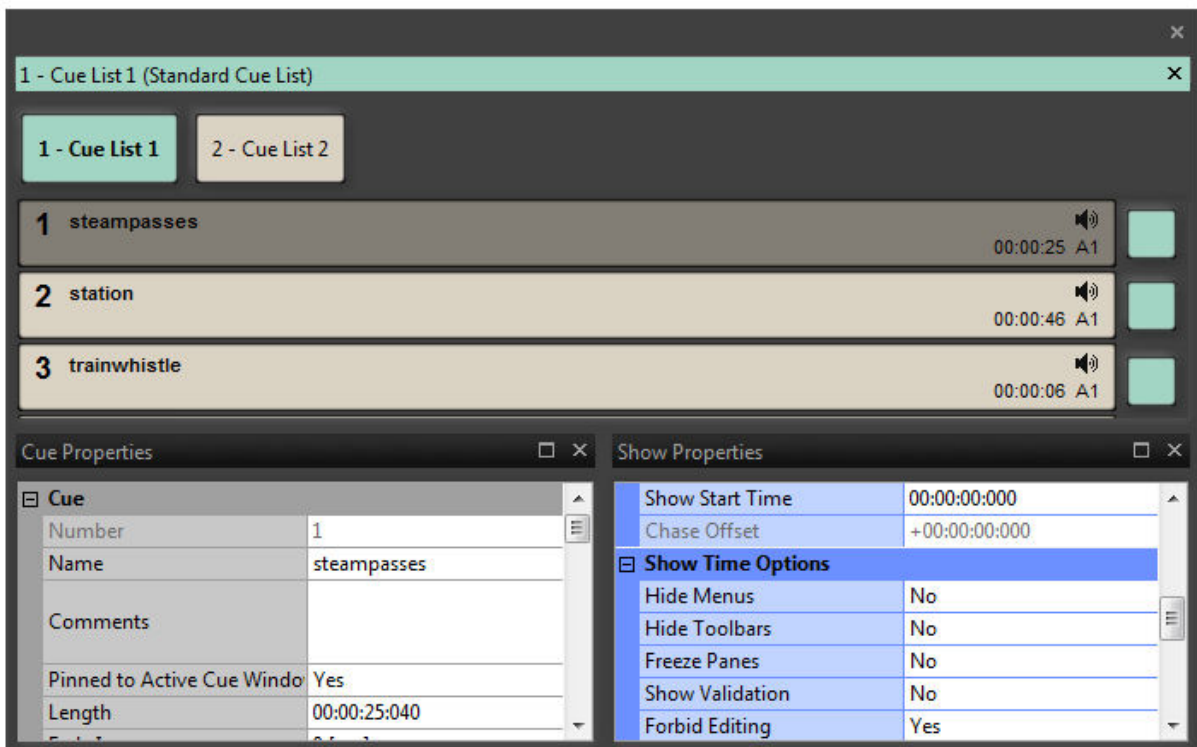 1 - Cue List 1 (Standard Cue List)
1 - Cue List 1
2 - Cue List 2
1 steampasses
00:00:25 A1
2 station
00:00:46 A1
3 trainwhistle
00:00:06 A1
Cue Properties
Cue
Number 1
Name steampasses
Comments
Pinned to Active Cue Windo Yes
Length 00:00:25:040
Show Properties
Show Start Time 00:00:00:000
Chase Offset +00:00:00:000
Show Time Options
Hide Menus No
Hide Toolbars No
Freeze Panes No
Show Validation No
Forbid Editing Yes